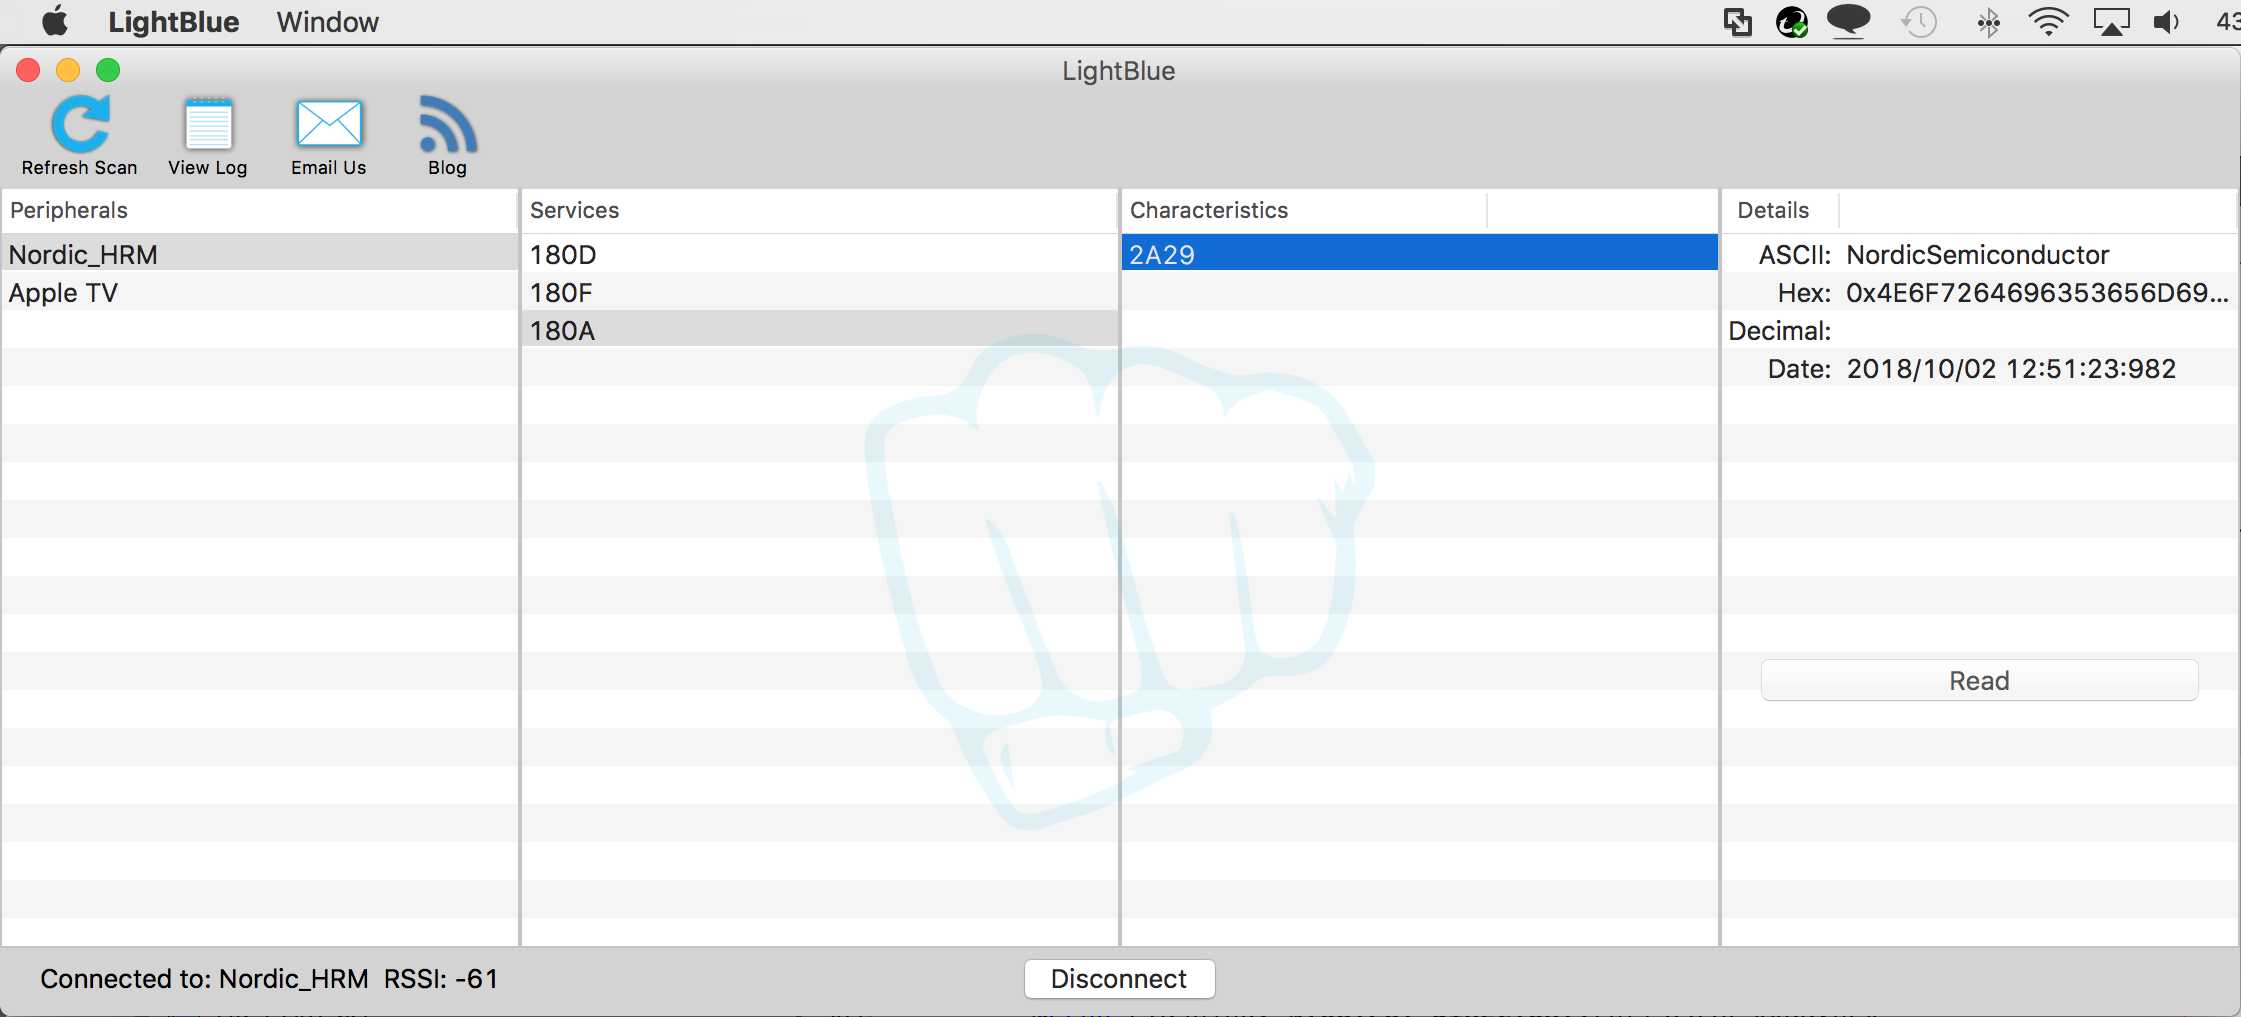 LightBlue Window 43
LightBlue
Refresh Scan View Log Email Us Blog
Peripherals Services Characteristics Details
Nordic_HRM 180D 2A29 ASCII: NordicSemiconductor
Apple TV 180F Hex: 0x4E6F7264696353656D69...
180A Decimal:
Date: 2018/10/02 12:51:23:982
Read
Connected to: Nordic_HRM RSSI: -61 Disconnect